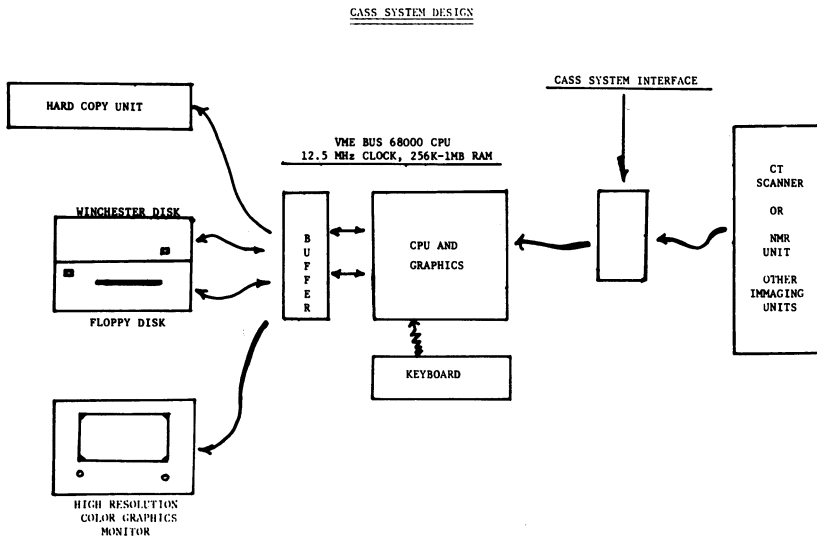 CASS SYSTEM DESIGN
CASS SYSTEM INTERFACE
HARD COPY UNIT
VME BUS 68000 CPU
12.5 MHz CLOCK, 256K-1MB RAM
CT
SCANNER
OR
NMR
UNIT
OTHER
IMMAGING
UNITS
WINCHESTER DISK
BUFFER
CPU AND
GRAPHICS
FLOPPY DISK
KEYBOARD
HIGH RESOLUTION
COLOR GRAPHICS
MONITOR